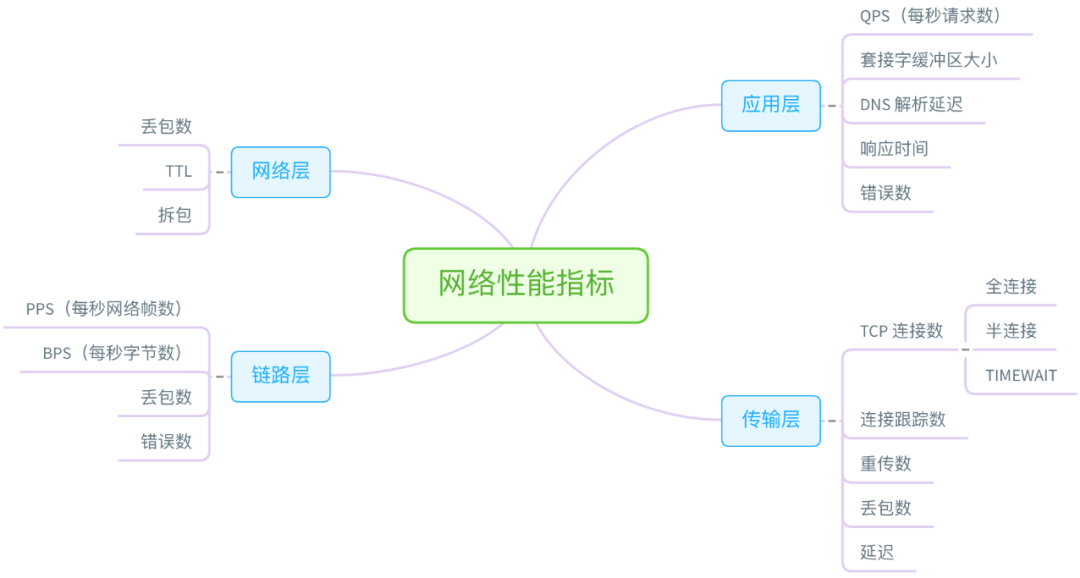 网络性能指标
应用层
QPS（每秒请求数）
套接字缓冲区大小
DNS 解析延迟
响应时间
错误数
传输层
TCP 连接数
全连接
半连接
TIMEWAIT
连接跟踪数
重传数
丢包数
延迟
网络层
丢包数
TTL
拆包
链路层
PPS（每秒网络帧数）
BPS（每秒字节数）
丢包数
错误数